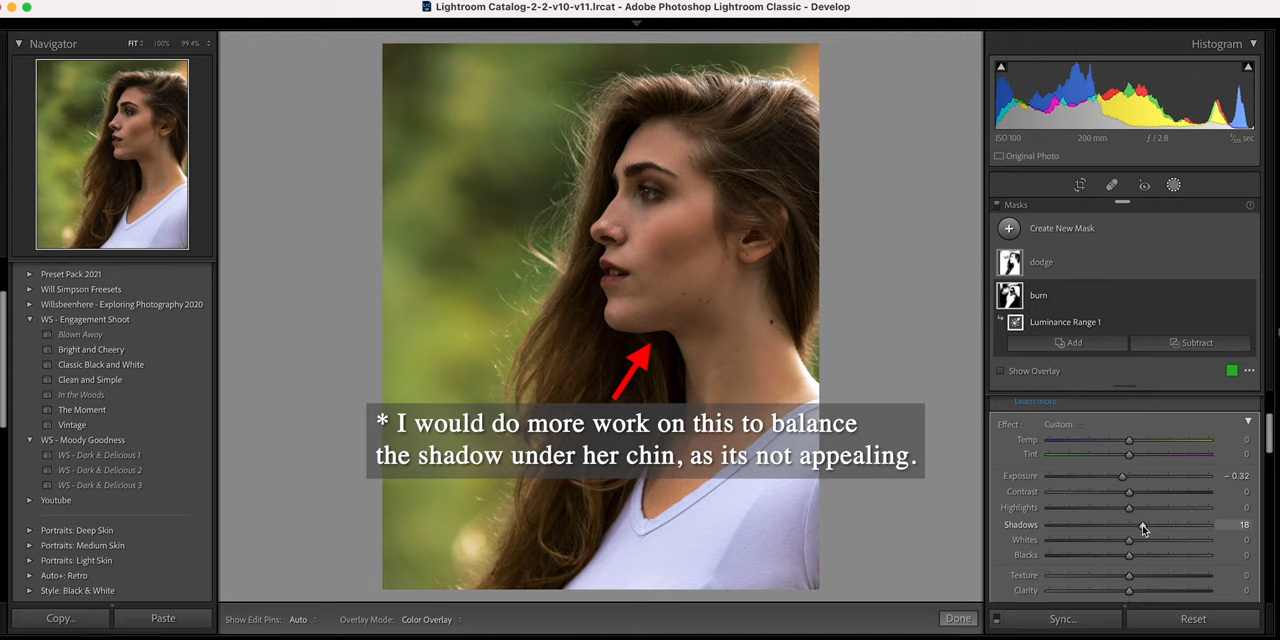 Lightroom Catalog-2-2-v10-v11.lrcat - Adobe Photoshop Lightroom Classic - Develop
Navigator
FIT
100%
99.4%
Preset Pack 2021
Will Simpson Freesets
Willsbeenhere - Exploring Photography 2020
WS - Engagement Shoot
Blown Away
Bright and Cheery
Classic Black and White
Clean and Simple
In the Woods
The Moment
Vintage
WS - Moody Goodness
WS - Dark & Delicious 1
WS - Dark & Delicious 2
WS - Dark & Delicious 3
Youtube
Portraits: Deep Skin
Portraits: Medium Skin
Portraits: Light Skin
Auto+: Retro
Style: Black & White
Copy...
Paste
* I would do more work on this to balance
the shadow under her chin, as its not appealing.
Show Edit Pins: Auto
Overlay Mode: Color Overlay
Done
Histogram
ISO 100
200 mm
ƒ / 2.8
sec
Original Photo
Masks
Create New Mask
dodge
burn
Luminance Range 1
Add
Subtract
Show Overlay
Learn more
Effect : Custom
Temp 0
Tint 0
Exposure - 0.32
Contrast 0
Highlights 0
Shadows 18
Whites 0
Blacks 0
Texture 0
Clarity 0
Sync...
Reset